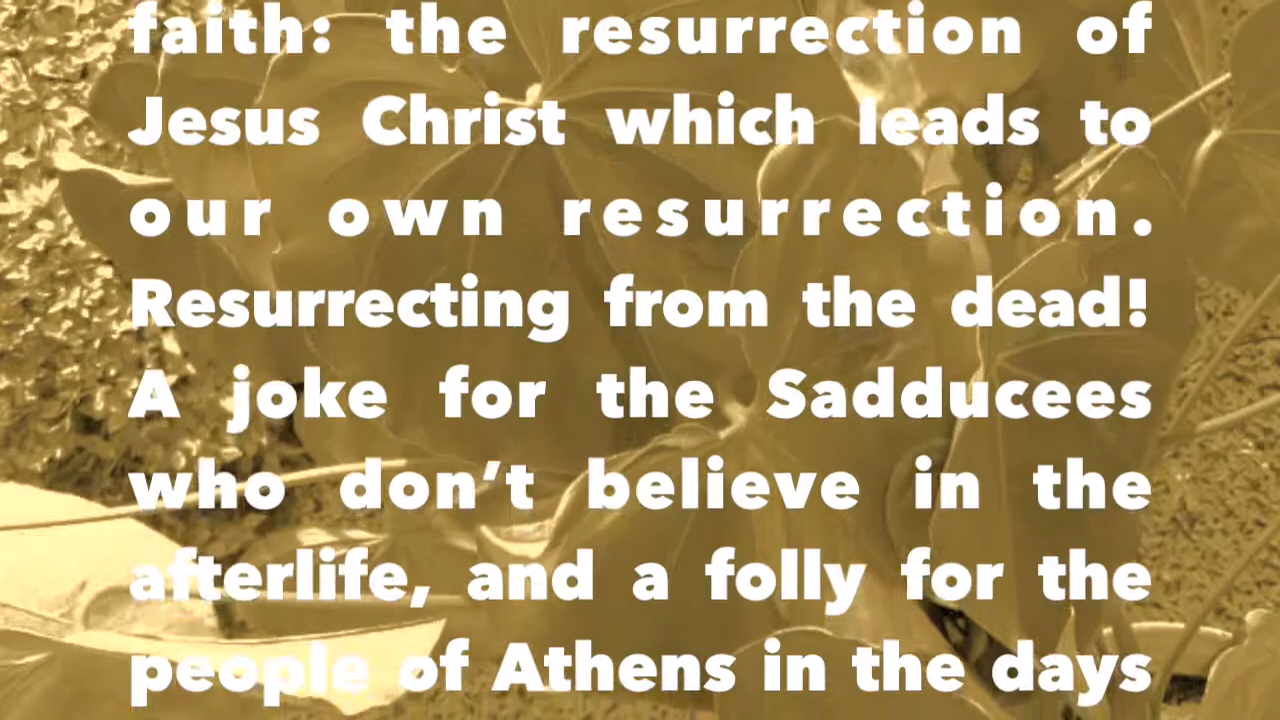 faith: the resurrection of
Jesus Christ which leads to
our own resurrection.
Resurrecting from the dead!
A joke for the Sadducees
who don’t believe in the
afterlife, and a folly for the
people of Athens in the days